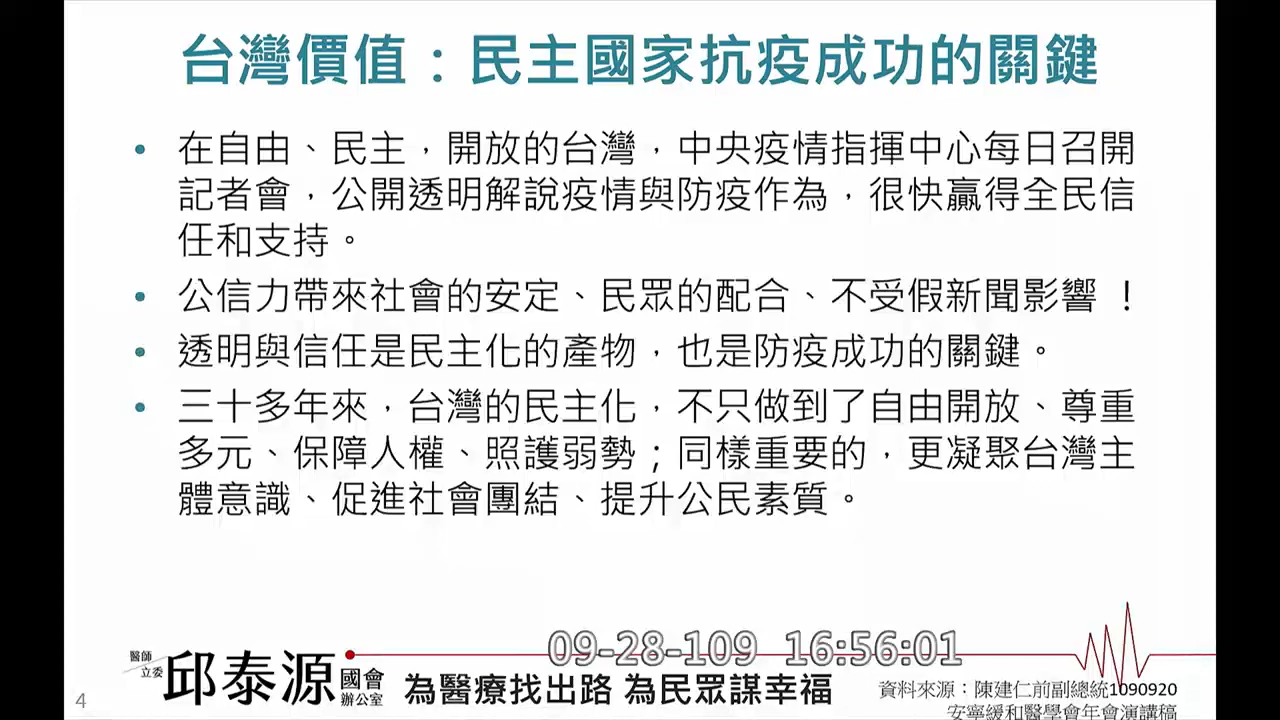 台灣價值：民主國家抗疫成功的關鍵
• 在自由、民主，開放的台灣，中央疫情指揮中心每日召開
記者會，公開透明解說疫情與防疫作為，很快贏得全民信
任和支持。
• 公信力帶來社會的安定、民眾的配合、不受假新聞影響 ！
• 透明與信任是民主化的產物，也是防疫成功的關鍵。
• 三十多年來，台灣的民主化，不只做到了自由開放、尊重
多元、保障人權、照護弱勢；同樣重要的，更凝聚台灣主
體意識、促進社會團結、提升公民素質。
09-28-109 16:56:01
醫師
立委
邱泰源
國會
辦公室
為醫療找出路 為民眾謀幸福
資料來源：陳建仁前副總統1090920
安寧緩和醫學會年會演講稿
4